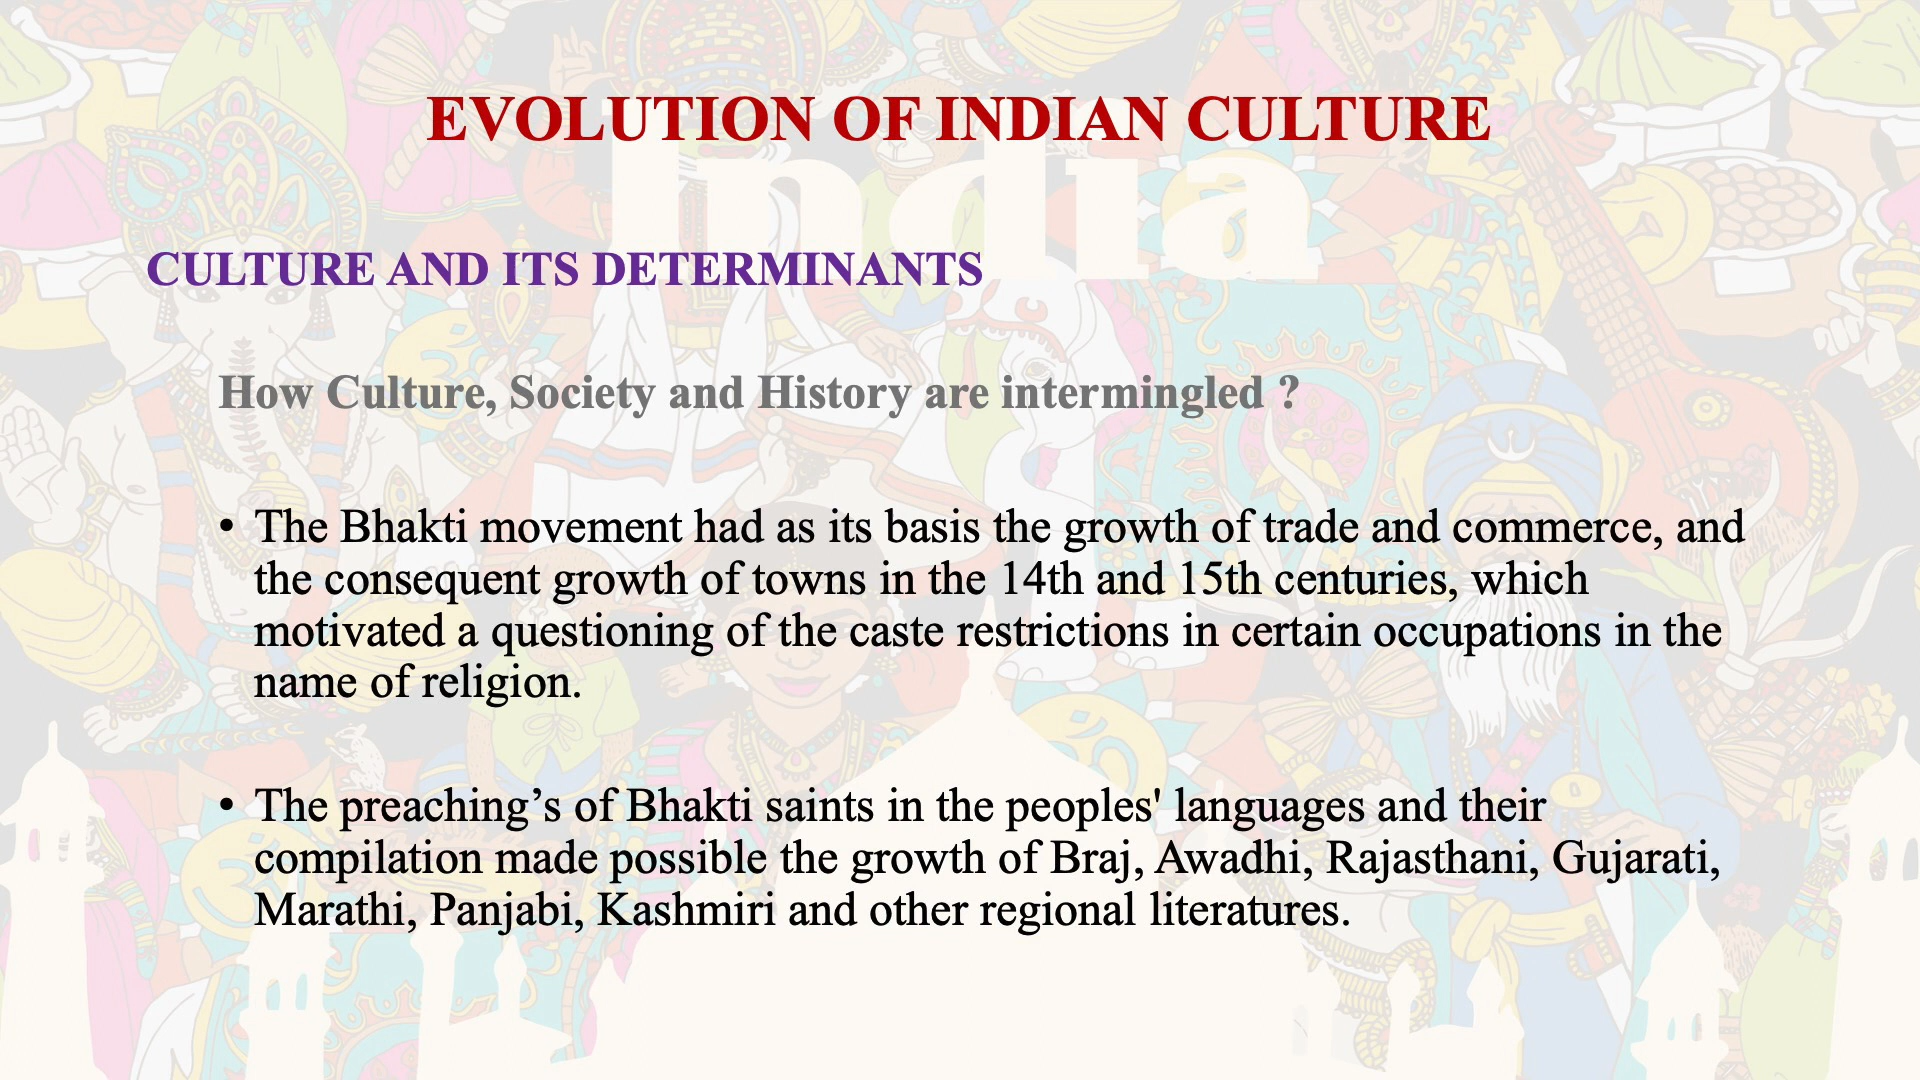 EVOLUTION OF INDIAN CULTURE
India
CULTURE AND ITS DETERMINANTS
How Culture, Society and History are intermingled ?
• The Bhakti movement had as its basis the growth of trade and commerce, and
the consequent growth of towns in the 14th and 15th centuries, which
motivated a questioning of the caste restrictions in certain occupations in the
name of religion.
• The preaching’s of Bhakti saints in the peoples' languages and their
compilation made possible the growth of Braj, Awadhi, Rajasthani, Gujarati,
Marathi, Panjabi, Kashmiri and other regional literatures.